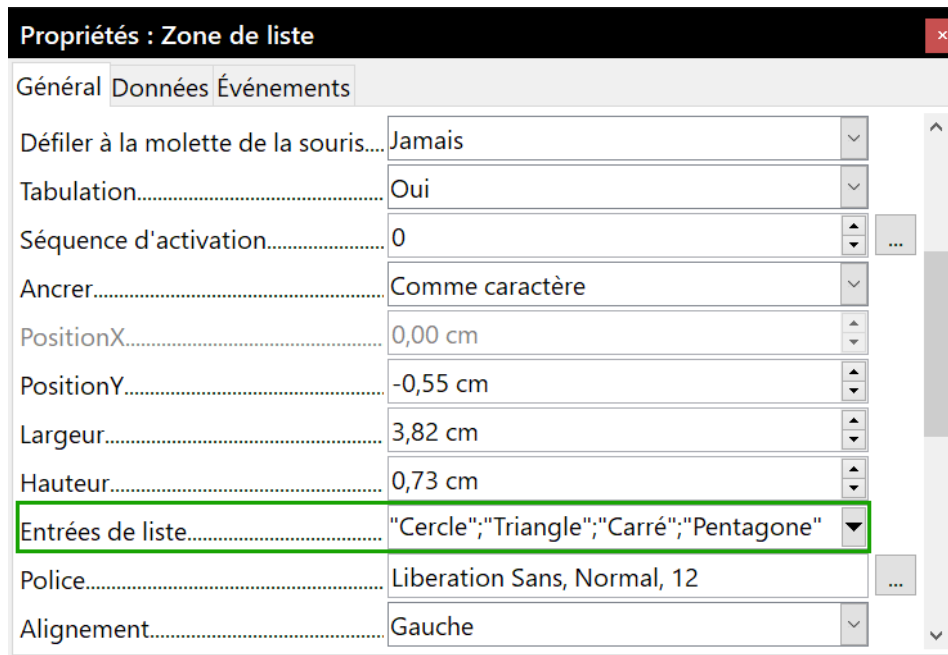 Propriétés : Zone de liste
Général Données Événements
Défiler à la molette de la souris.... Jamais
Tabulation.......................................... Oui
Séquence d'activation.................... 0 ...
Ancrer.................................................. Comme caractère
PositionX............................................. 0,00 cm
PositionY............................................. -0,55 cm
Largeur................................................ 3,82 cm
Hauteur............................................... 0,73 cm
Entrées de liste.................................. "Cercle";"Triangle";"Carré";"Pentagone"
Police................................................... Liberation Sans, Normal, 12 ...
Alignement........................................ Gauche